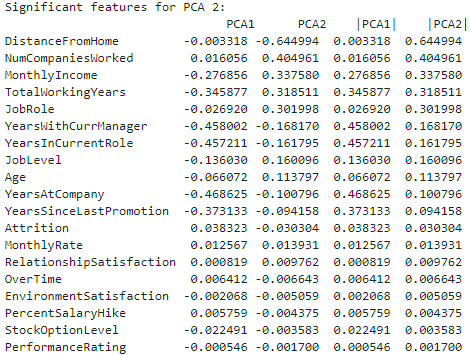 Significant features for PCA 2:
PCA1 PCA2 |PCA1| |PCA2|
DistanceFromHome -0.003318 -0.644994 0.003318 0.644994
NumCompaniesWorked 0.016056 0.404961 0.016056 0.404961
MonthlyIncome -0.276856 0.337580 0.276856 0.337580
TotalWorkingYears -0.345877 0.318511 0.345877 0.318511
JobRole -0.026920 0.301998 0.026920 0.301998
YearsWithCurrManager -0.458002 -0.168170 0.458002 0.168170
YearsInCurrentRole -0.457211 -0.161795 0.457211 0.161795
JobLevel -0.136030 0.160096 0.136030 0.160096
Age -0.066072 0.113797 0.066072 0.113797
YearsAtCompany -0.468625 -0.100796 0.468625 0.100796
YearsSinceLastPromotion -0.373133 -0.094158 0.373133 0.094158
Attrition 0.038323 -0.030304 0.038323 0.030304
MonthlyRate 0.012567 0.013931 0.012567 0.013931
RelationshipSatisfaction 0.000819 0.009762 0.000819 0.009762
OverTime 0.006412 -0.006643 0.006412 0.006643
EnvironmentSatisfaction -0.002068 -0.005059 0.002068 0.005059
PercentSalaryHike 0.005759 -0.004375 0.005759 0.004375
StockOptionLevel -0.022491 -0.003583 0.022491 0.003583
PerformanceRating -0.000546 -0.001700 0.000546 0.001700